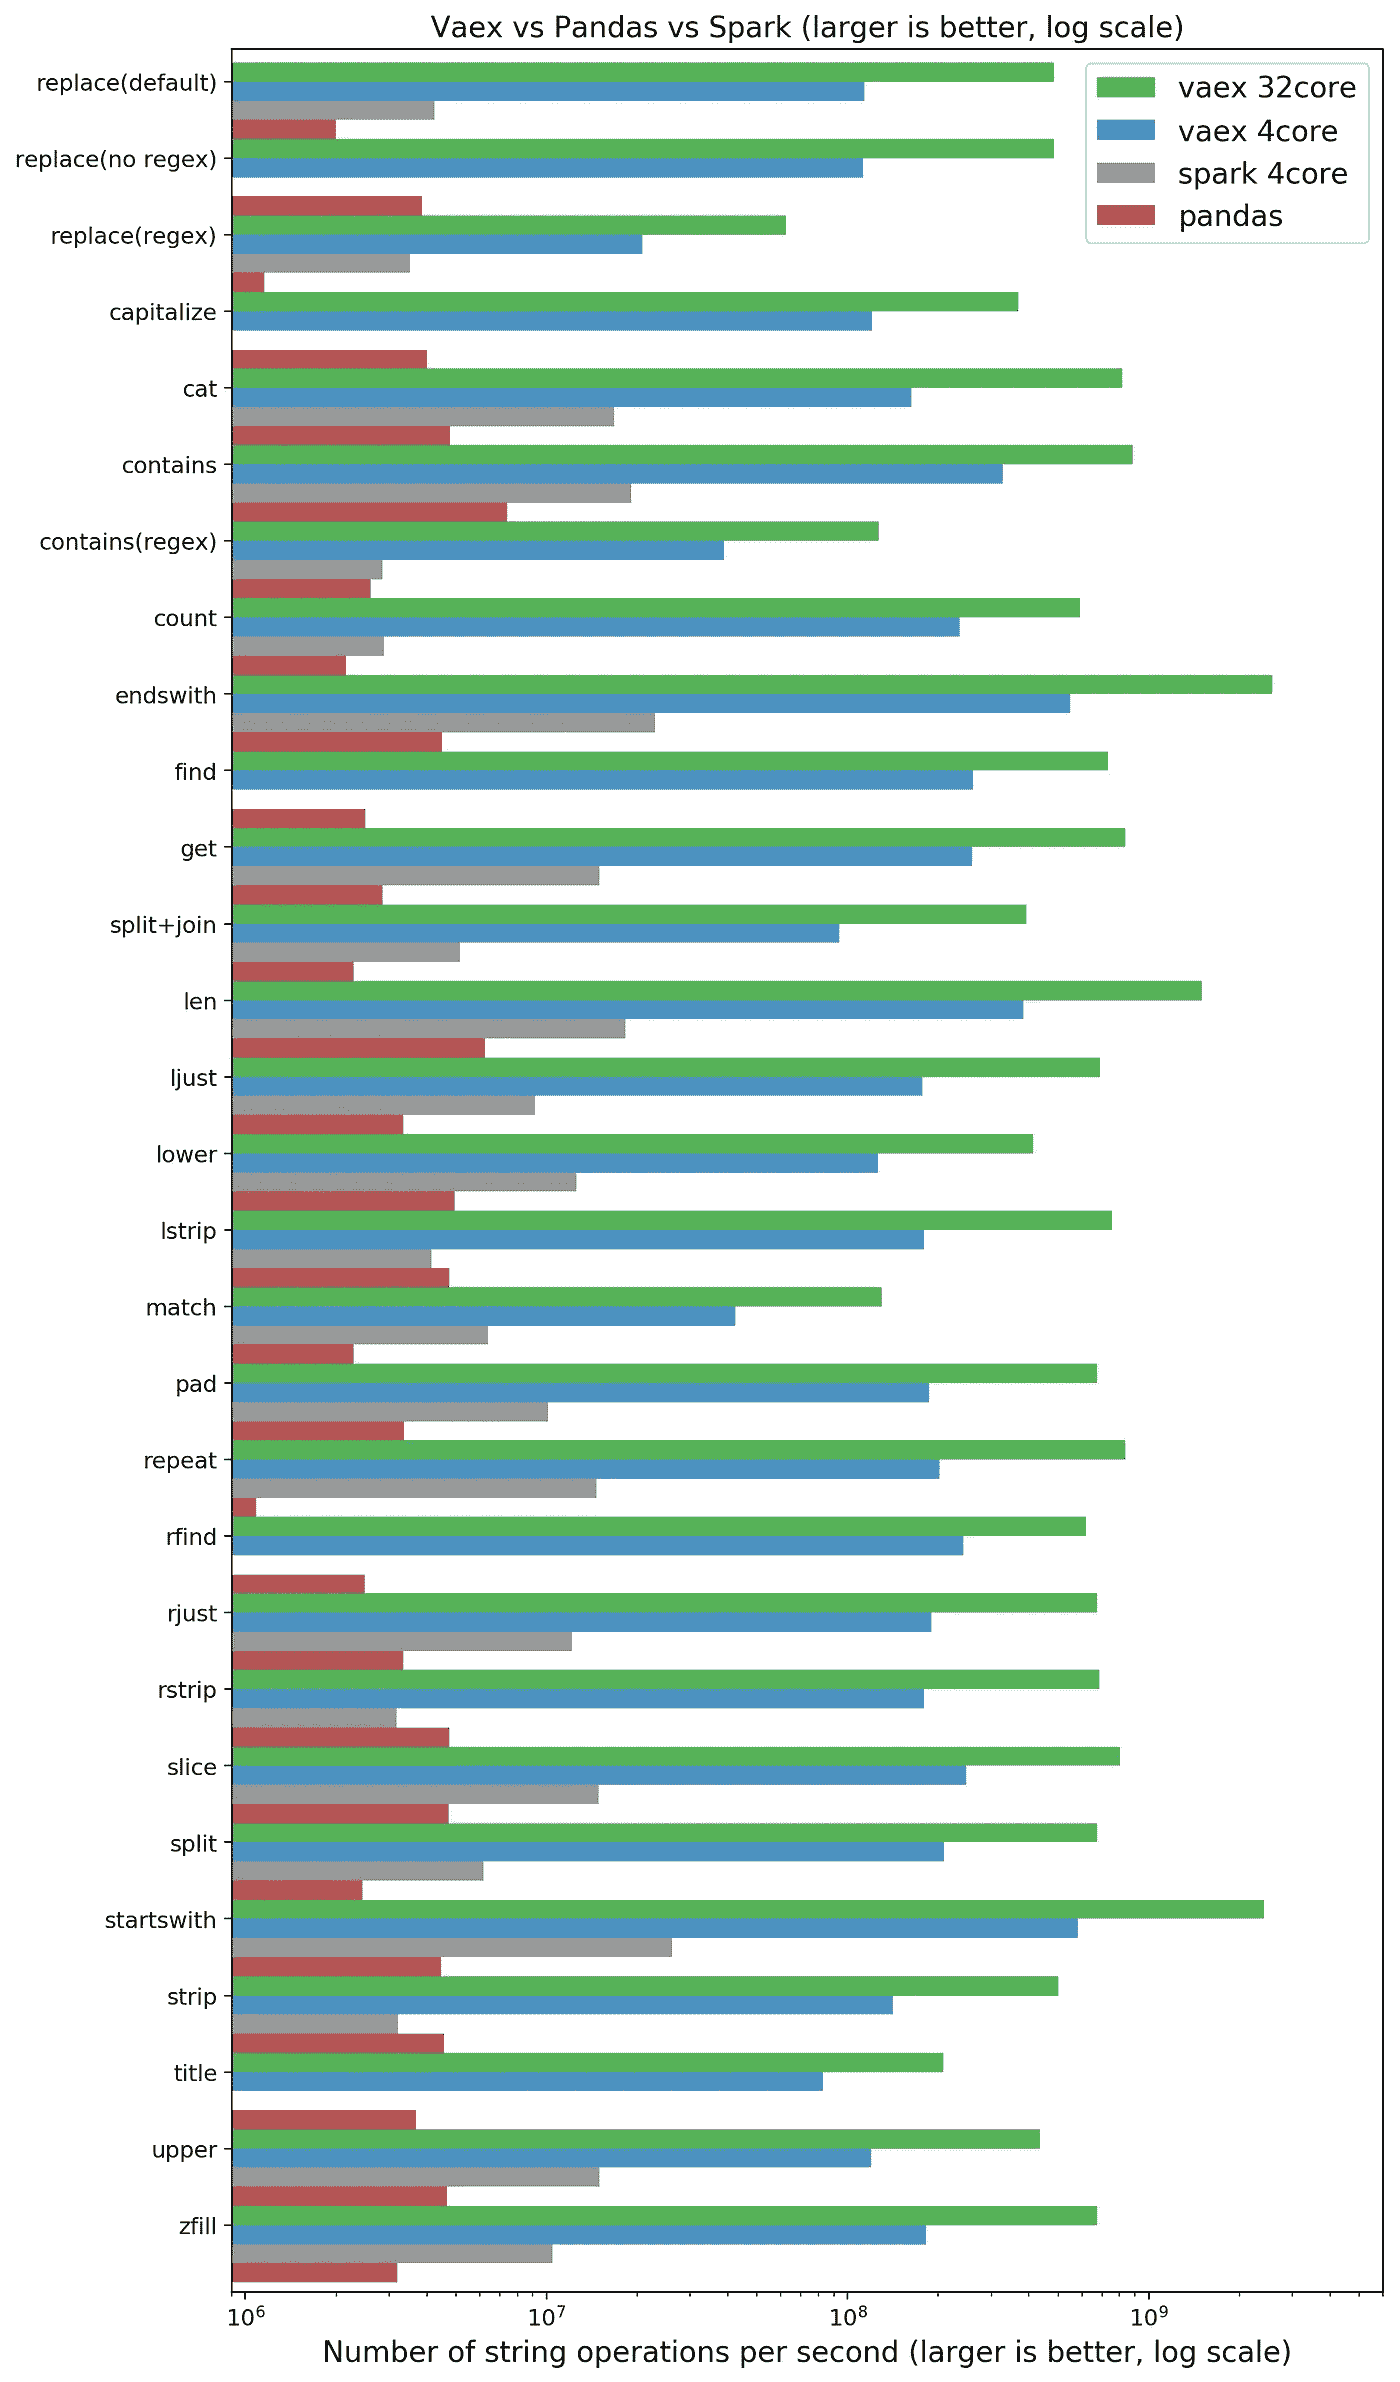 Vaex vs Pandas vs Spark (larger is better, log scale)
vaex 32core
vaex 4core
spark 4core
pandas
replace(default)
replace(no regex)
replace(regex)
capitalize
cat
contains
contains(regex)
count
endswith
find
get
split+join
len
ljust
lower
lstrip
match
pad
repeat
rfind
rjust
rstrip
slice
split
startswith
strip
title
upper
zfill
10⁶ 10⁷ 10⁸ 10⁹
Number of string operations per second (larger is better, log scale)